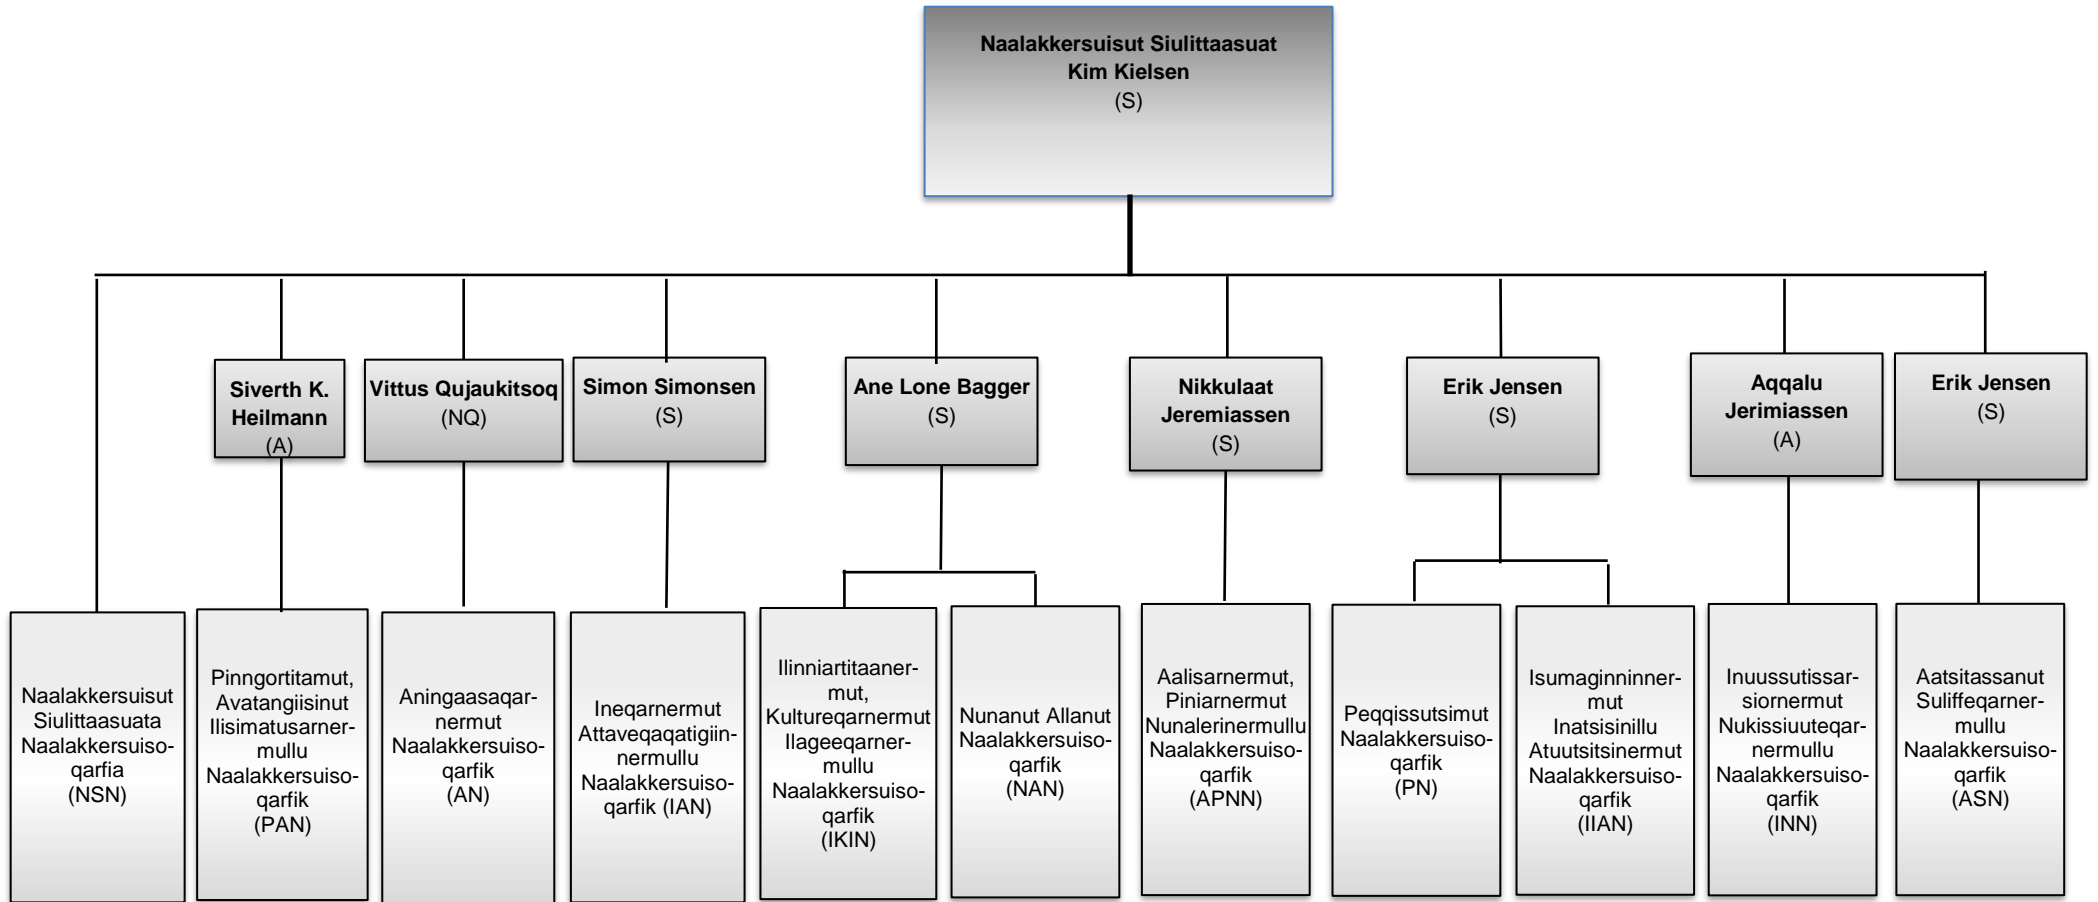 Naalakkersuisut Siulittaasuat
Kim Kielsen
(S)
Siverth K.
Heilmann
(A)
Vittus Qujaukitsoq
(NQ)
Simon Simonsen
(S)
Ane Lone Bagger
(S)
Nikkulaat
Jeremiassen
(S)
Erik Jensen
(S)
Aqqalu
Jerimiassen
(A)
Erik Jensen
(S)
Naalakkersuisut
Siulittaasuata
Naalakkersuiso-
qarfia
(NSN)
Pinngortitamut,
Avatangiisinut
Ilisimatusarner-
mullu
Naalakkersuiso-
qarfik
(PAN)
Aningaasaqar-
nermut
Naalakkersuiso-
qarfik
(AN)
Ineqarnermut
Attaveqaqatigiin-
nermullu
Naalakkersuiso-
qarfik (IAN)
Ilinniartitaaner-
mut,
Kultureqarnermut
Ilageeqarner-
mullu
Naalakkersuiso-
qarfik
(IKIN)
Nunanut Allanut
Naalakkersuiso-
qarfik
(NAN)
Aalisarnermut,
Piniarnermut
Nunalerinermullu
Naalakkersuiso-
qarfik
(APNN)
Peqqissutsimut
Naalakkersuiso-
qarfik
(PN)
Isumaginninner-
mut
Inatsisinillu
Atuutsitsinermut
Naalakkersuiso-
qarfik
(IIAN)
Inuussutissar-
siornermut
Nukissiuuteqar-
nermullu
Naalakkersuiso-
qarfik
(INN)
Aatsitassanut
Suliffeqarner-
mullu
Naalakkersuiso-
qarfik
(ASN)